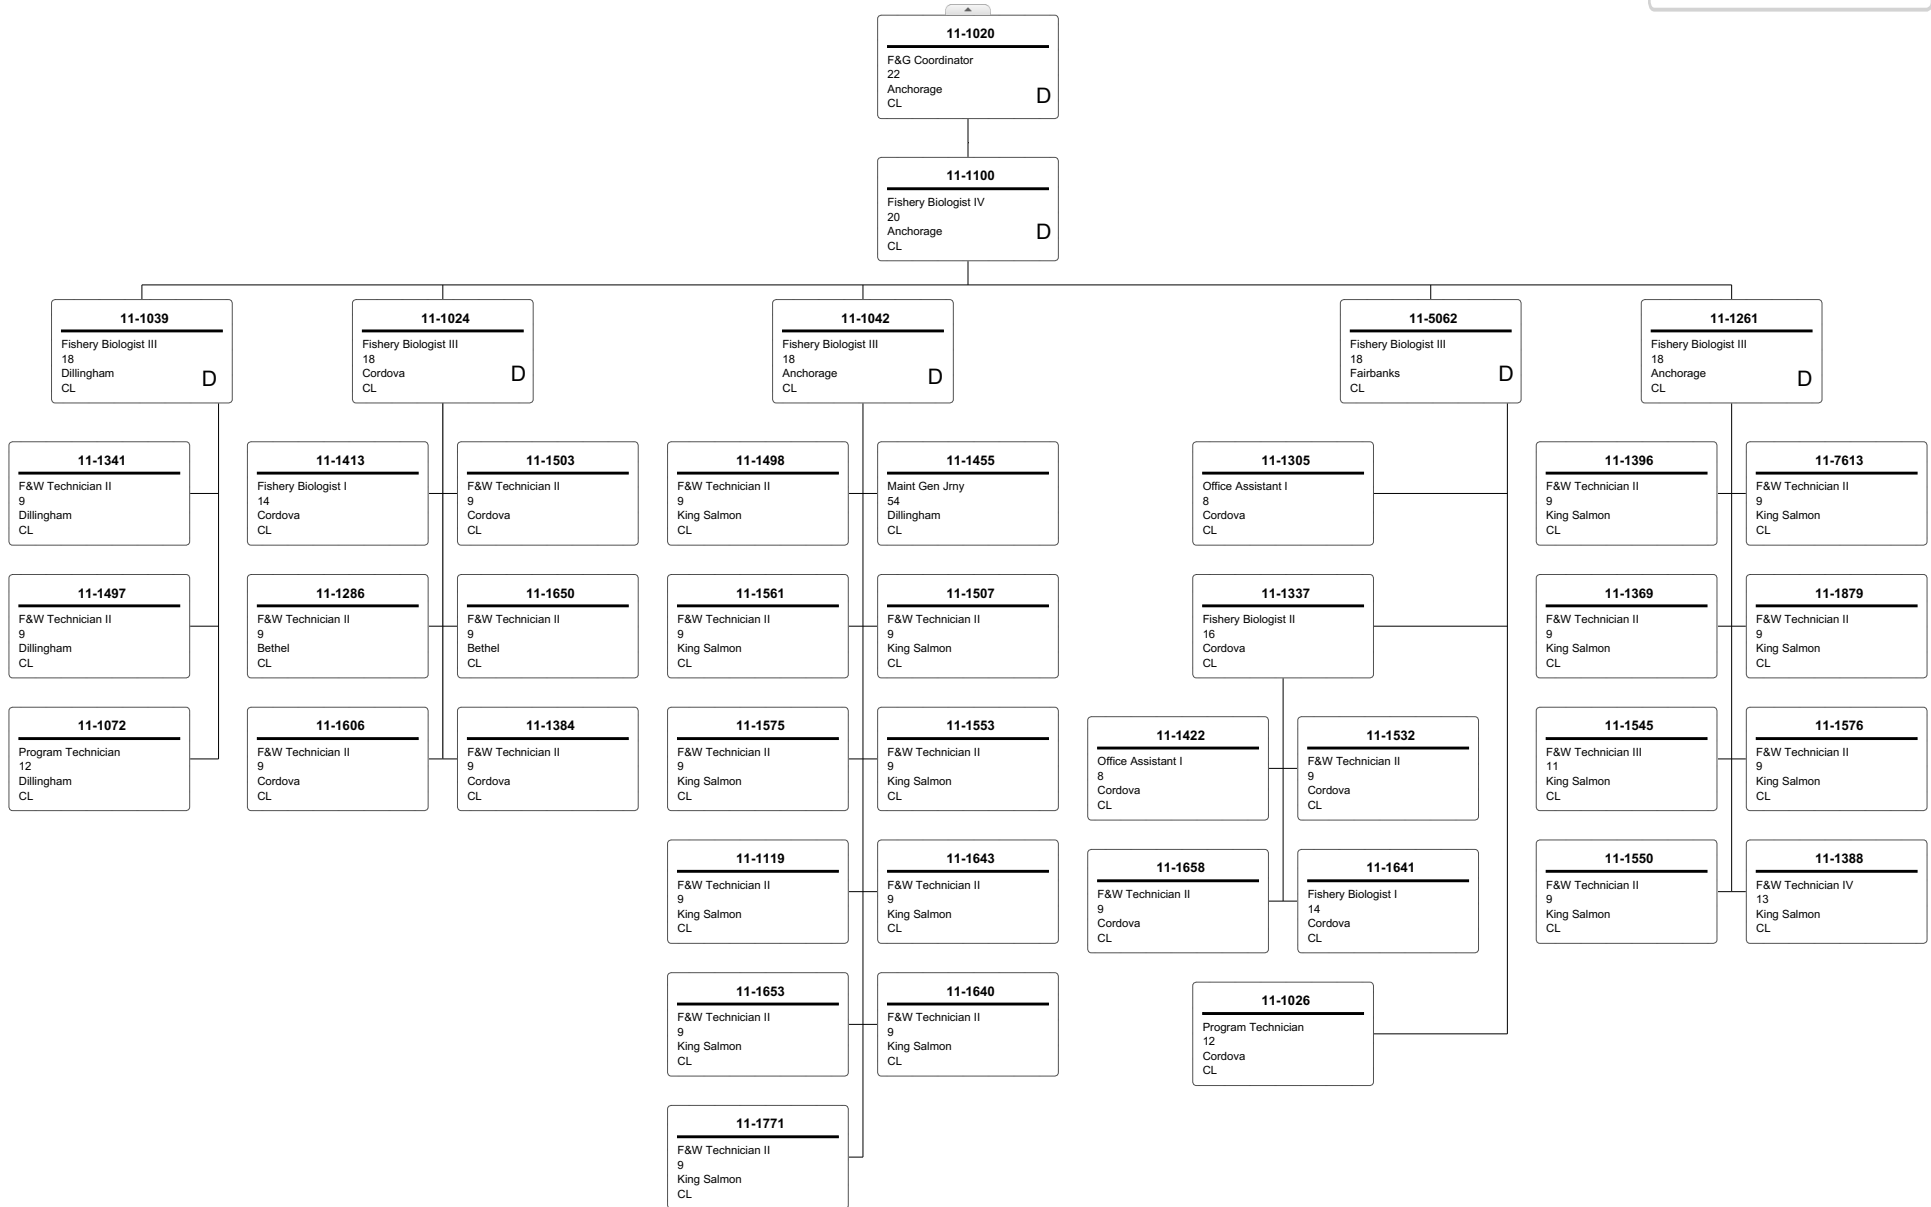 11-1020
F&G Coordinator
22
Anchorage
CL
D
11-1100
Fishery Biologist IV
20
Anchorage
CL
D
11-1039
Fishery Biologist III
18
Dillingham
CL
D
11-1024
Fishery Biologist III
18
Cordova
CL
D
11-1042
Fishery Biologist III
18
Anchorage
CL
D
11-5062
Fishery Biologist III
18
Fairbanks
CL
D
11-1261
Fishery Biologist III
18
Anchorage
CL
D
11-1341
F&W Technician II
9
Dillingham
CL
11-1497
F&W Technician II
9
Dillingham
CL
11-1072
Program Technician
12
Dillingham
CL
11-1413
Fishery Biologist I
14
Cordova
CL
11-1503
F&W Technician II
9
Cordova
CL
11-1286
F&W Technician II
9
Bethel
CL
11-1650
F&W Technician II
9
Bethel
CL
11-1606
F&W Technician II
9
Cordova
CL
11-1384
F&W Technician II
9
Cordova
CL
11-1498
F&W Technician II
9
King Salmon
CL
11-1455
Maint Gen Jrny
54
Dillingham
CL
11-1561
F&W Technician II
9
King Salmon
CL
11-1507
F&W Technician II
9
King Salmon
CL
11-1575
F&W Technician II
9
King Salmon
CL
11-1553
F&W Technician II
9
King Salmon
CL
11-1119
F&W Technician II
9
King Salmon
CL
11-1643
F&W Technician II
9
King Salmon
CL
11-1653
F&W Technician II
9
King Salmon
CL
11-1640
F&W Technician II
9
King Salmon
CL
11-1771
F&W Technician II
9
King Salmon
CL
11-1305
Office Assistant I
8
Cordova
CL
11-1337
Fishery Biologist II
16
Cordova
CL
11-1422
Office Assistant I
8
Cordova
CL
11-1532
F&W Technician II
9
Cordova
CL
11-1658
F&W Technician II
9
Cordova
CL
11-1641
Fishery Biologist I
14
Cordova
CL
11-1026
Program Technician
12
Cordova
CL
11-1396
F&W Technician II
9
King Salmon
CL
11-7613
F&W Technician II
9
King Salmon
CL
11-1369
F&W Technician II
9
King Salmon
CL
11-1879
F&W Technician II
9
King Salmon
CL
11-1545
F&W Technician III
11
King Salmon
CL
11-1576
F&W Technician II
9
King Salmon
CL
11-1550
F&W Technician II
9
King Salmon
CL
11-1388
F&W Technician IV
13
King Salmon
CL